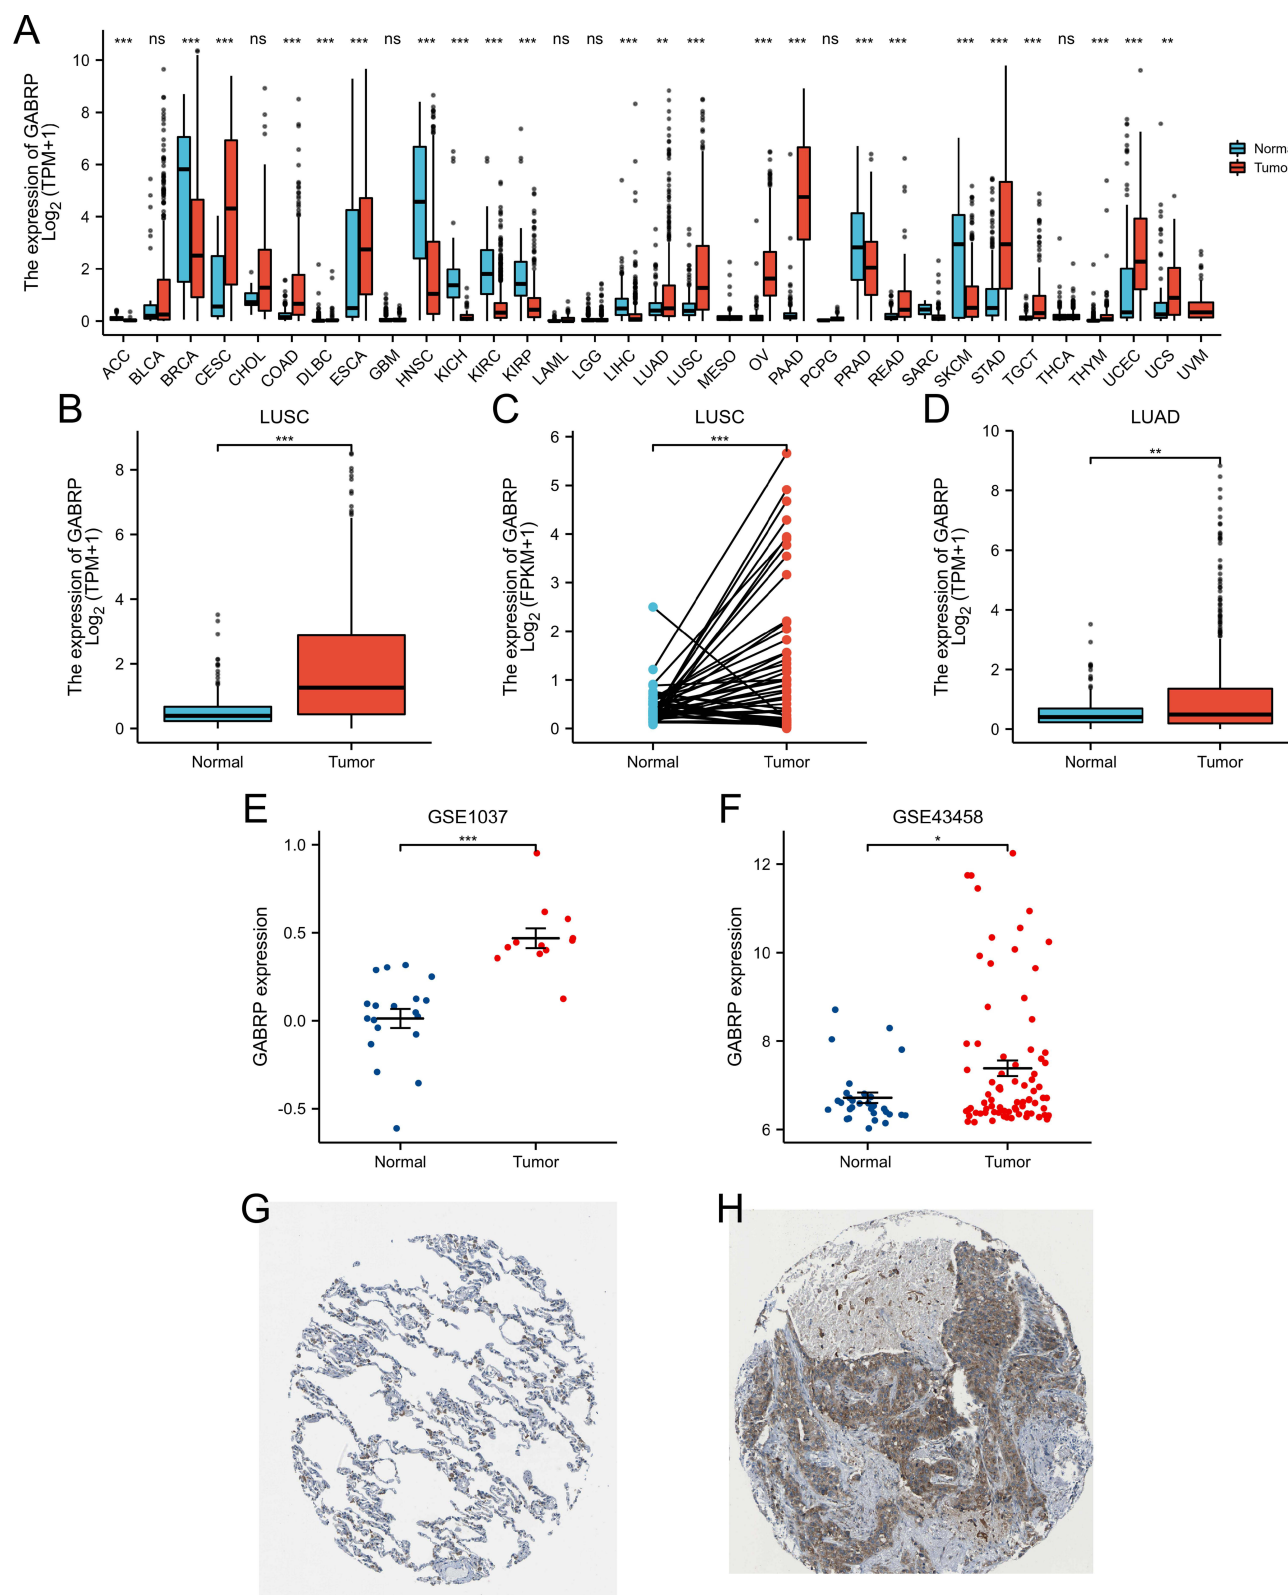 A
The expression of GABRP
Log2 (TPM+1)
*** ns *** *** ns *** *** *** ns *** *** *** *** ns ns *** ** *** *** *** ns *** *** *** *** *** ns *** *** **
10
8
6
4
2
0
Norma
Tumo
ACC BLCA BRCA CESC CHOL COAD DLBC ESCA GBM HNSC KICH KIRC KIRP LAML LGG LIHC LUAD LUSC MESO OV PAAD PCPG PRAD READ SARC SKCM STAD TGCT THCA THYM UCEC UCS UVM
B
LUSC
***
The expression of GABRP
Log2 (TPM+1)
8
6
4
2
0
Normal Tumor
C
LUSC
***
The expression of GABRP
Log2 (FPKM+1)
6
5
4
3
2
1
0
Normal Tumor
D
LUAD
**
The expression of GABRP
Log2 (TPM+1)
10
8
6
4
2
0
Normal Tumor
E
GSE1037
***
GABRP expression
1.0
0.5
0.0
-0.5
Normal Tumor
F
GSE43458
*
GABRP expression
12
10
8
6
Normal Tumor
G
H